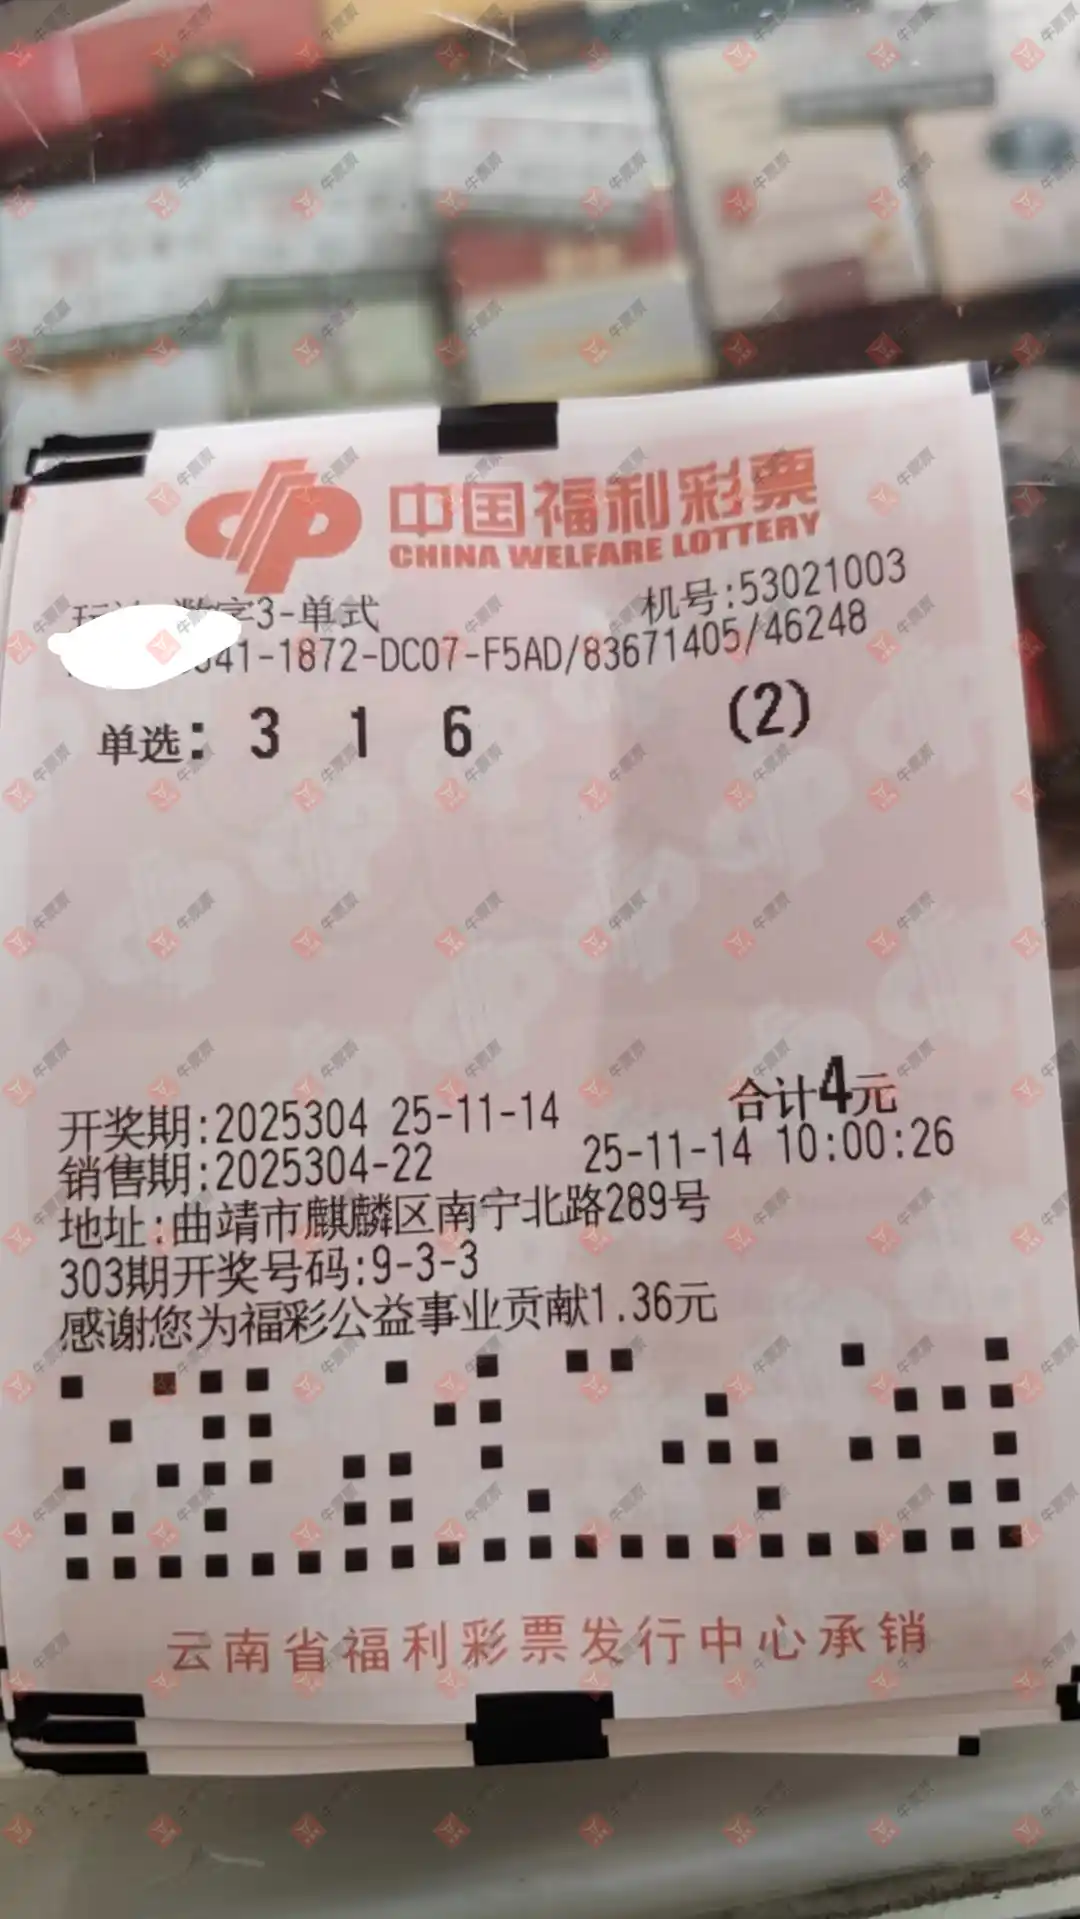 中国福利彩票
CHINA WELFARE LOTTERY
数字3-单式 机号:53021003
41-1872-DC07-F5AD/83671405/46248
单选: 3 1 6 (2)
合计4元
开奖期:2025304 25-11-14
销售期:2025304-22 25-11-14 10:00:26
地址:曲靖市麒麟区南宁北路289号
303期开奖号码:9-3-3
感谢您为福彩公益事业贡献1.36元
云南省福利彩票发行中心承销
牛票票